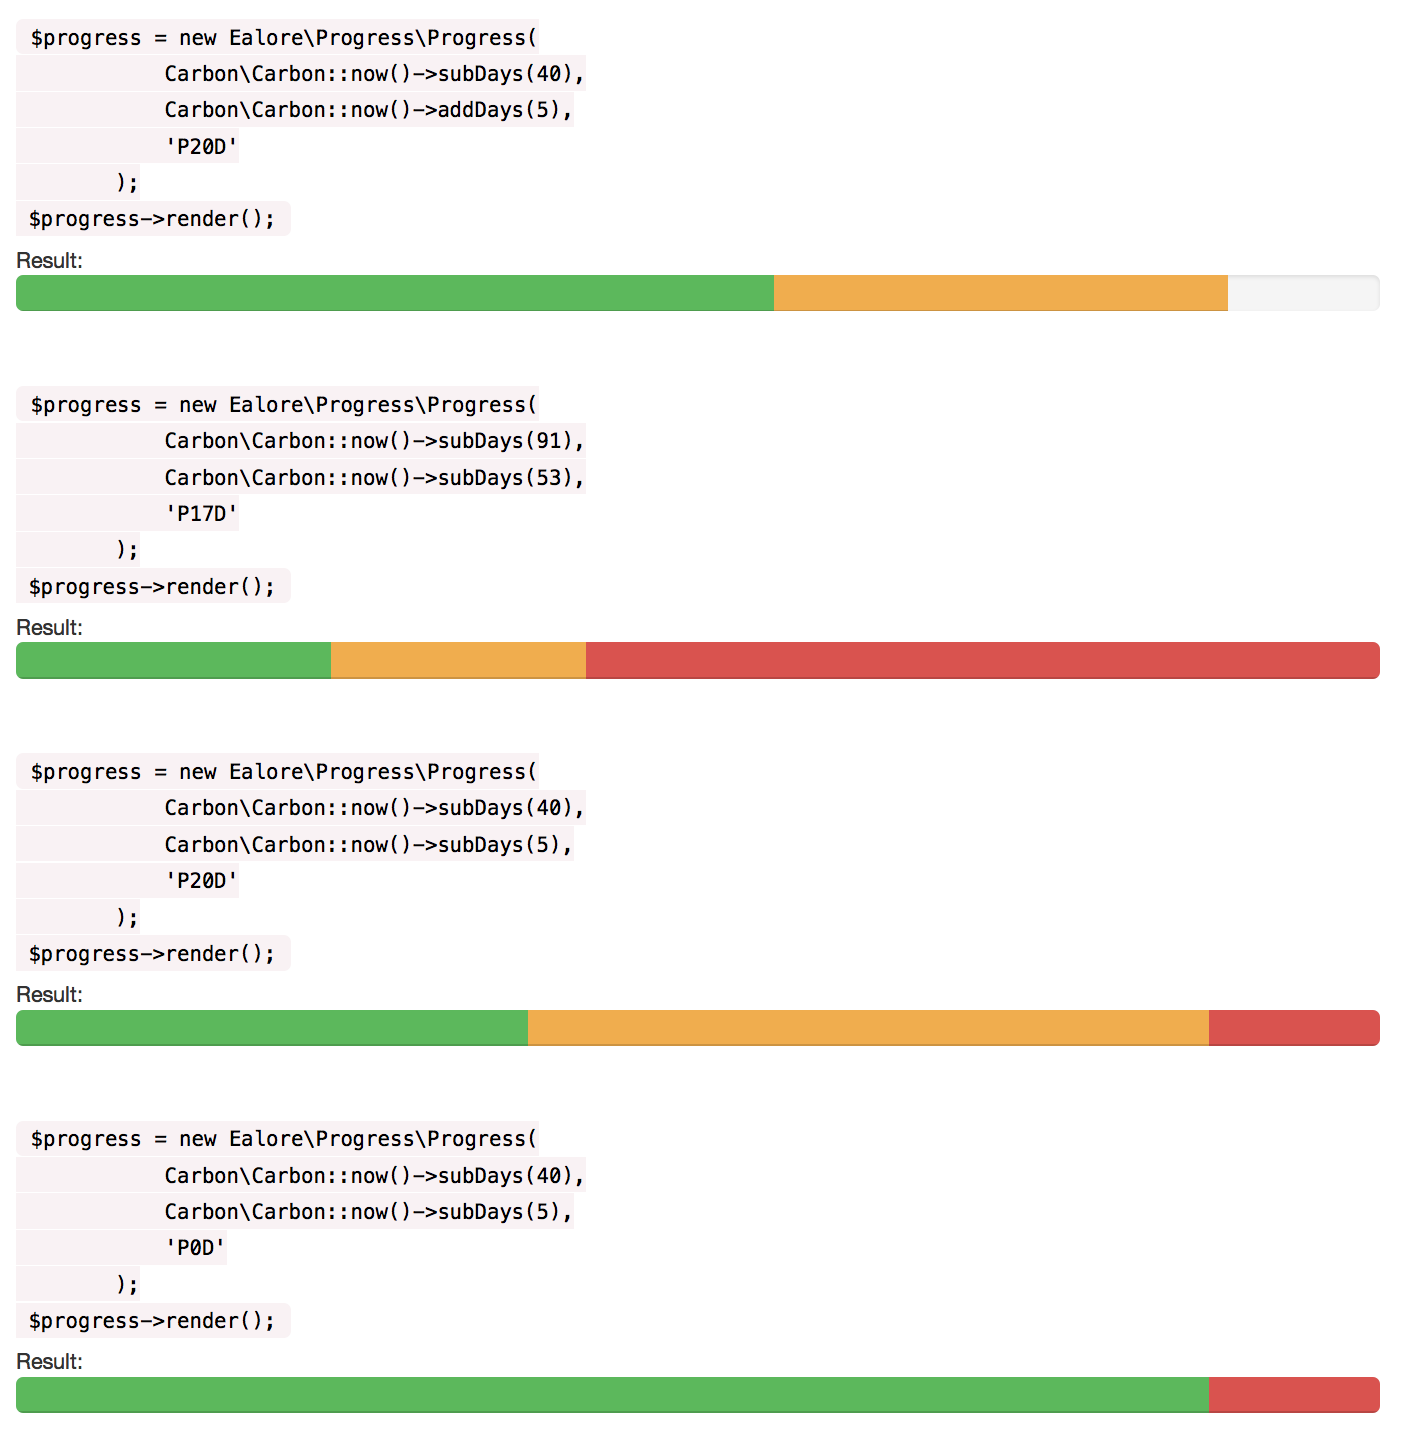 $progress = new Ealore\Progress\Progress(
Carbon\Carbon::now()->subDays(40),
Carbon\Carbon::now()->addDays(5),
'P20D'
);
$progress->render();
Result:
$progress = new Ealore\Progress\Progress(
Carbon\Carbon::now()->subDays(91),
Carbon\Carbon::now()->subDays(53),
'P17D'
);
$progress->render();
Result:
$progress = new Ealore\Progress\Progress(
Carbon\Carbon::now()->subDays(40),
Carbon\Carbon::now()->subDays(5),
'P20D'
);
$progress->render();
Result:
$progress = new Ealore\Progress\Progress(
Carbon\Carbon::now()->subDays(40),
Carbon\Carbon::now()->subDays(5),
'P0D'
);
$progress->render();
Result: